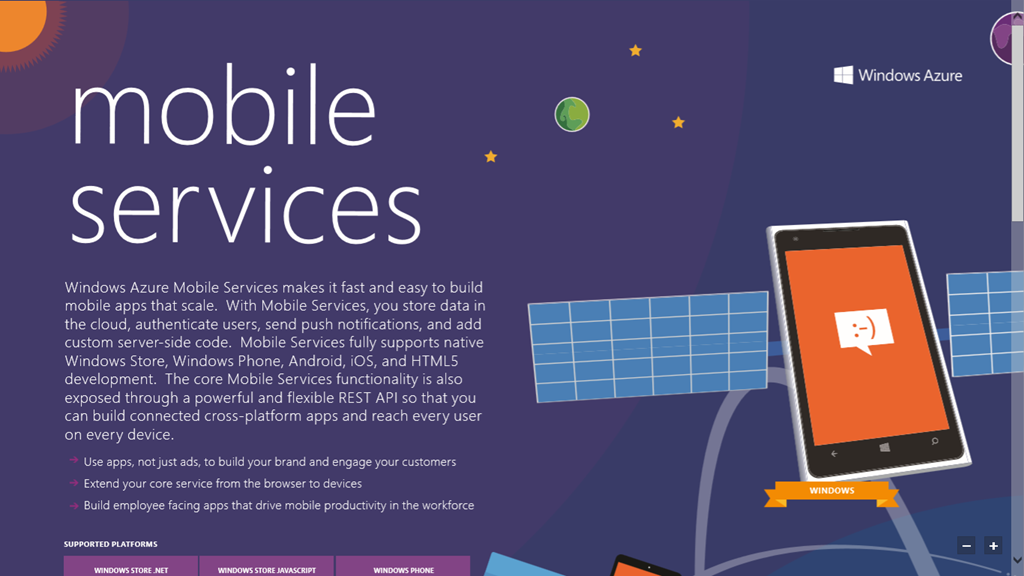 mobile
services
Windows Azure
Windows Azure Mobile Services makes it fast and easy to build
mobile apps that scale. With Mobile Services, you store data in
the cloud, authenticate users, send push notifications, and add
custom server-side code. Mobile Services fully supports native
Windows Store, Windows Phone, Android, iOS, and HTML5
development. The core Mobile Services functionality is also
exposed through a powerful and flexible REST API so that you
can build connected cross-platform apps and reach every user
on every device.
Use apps, not just ads, to build your brand and engage your customers
Extend your core service from the browser to devices
Build employee facing apps that drive mobile productivity in the workforce
WINDOWS
SUPPORTED PLATFORMS
WINDOWS STORE .NET
WINDOWS STORE JAVASCRIPT
WINDOWS PHONE